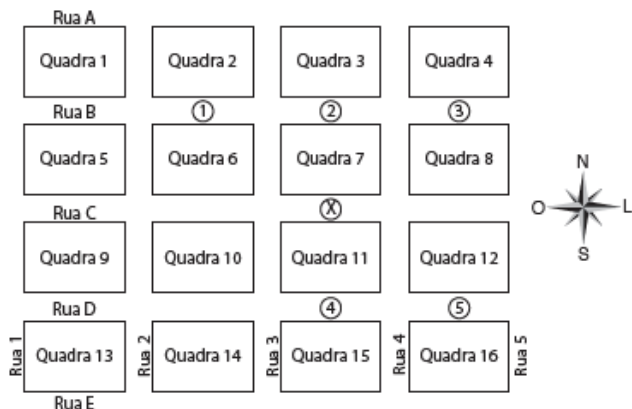 Rua A
Quadra 1 Quadra 2 Quadra 3 Quadra 4
Rua B 1 2 3
Quadra 5 Quadra 6 Quadra 7 Quadra 8
N
O L
S
Rua C X
Quadra 9 Quadra 10 Quadra 11 Quadra 12
Rua D 4 5
Rua 1 Quadra 13 Rua 2 Quadra 14 Rua 3 Quadra 15 Rua 4 Quadra 16 Rua 5
Rua E